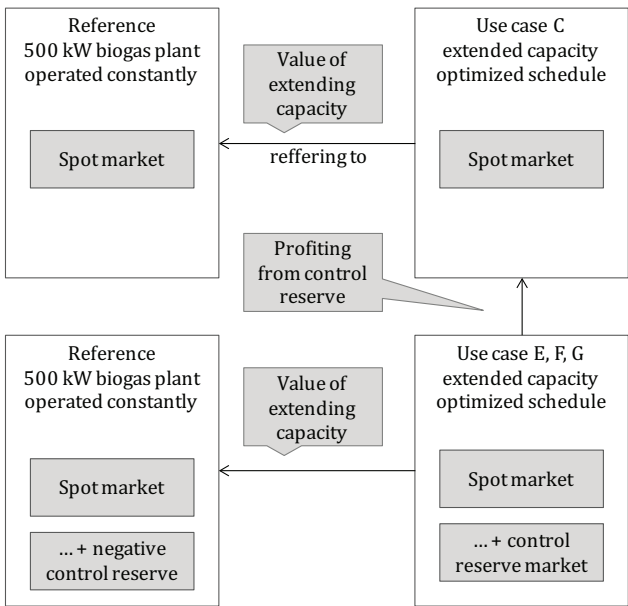 Reference
500 kW biogas plant
operated constantly
Spot market
Value of
extending
capacity
reffering to
Use case C
extended capacity
optimized schedule
Spot market
Profiting
from control
reserve
Reference
500 kW biogas plant
operated constantly
Spot market
... + negative
control reserve
Value of
extending
capacity
Use case E, F, G
extended capacity
optimized schedule
Spot market
... + control
reserve market